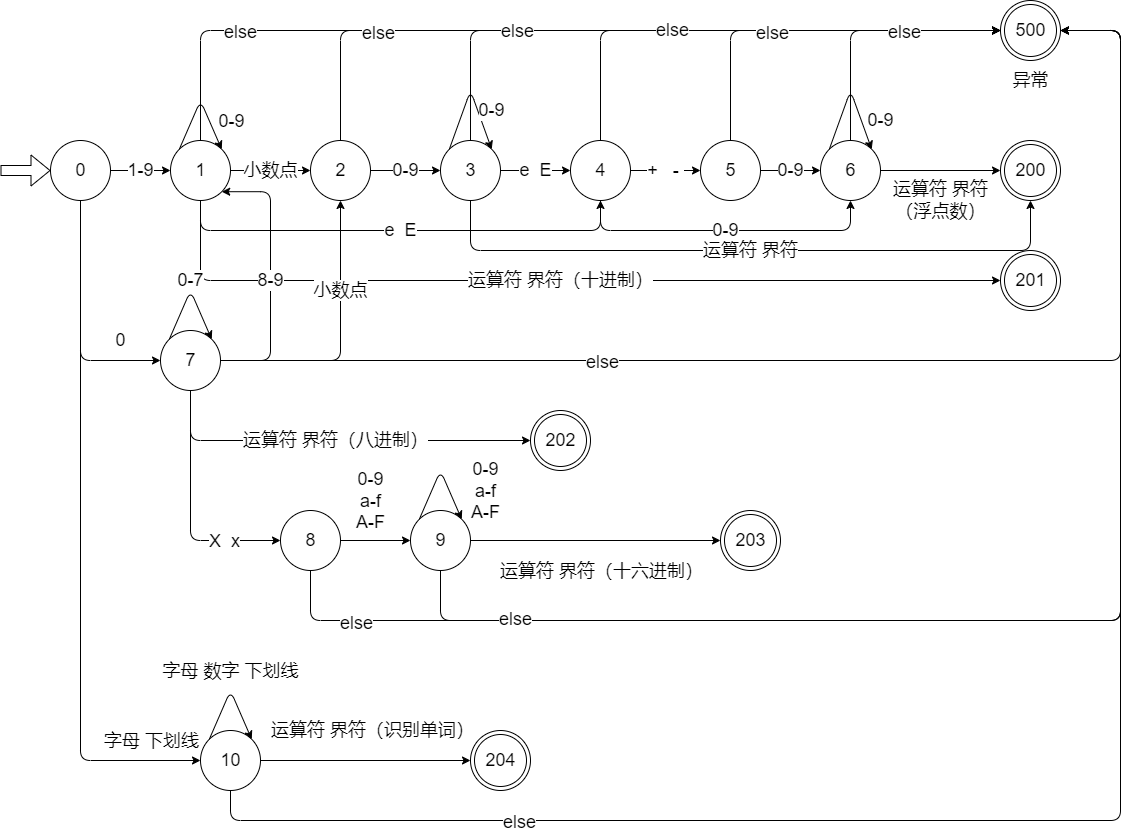 else
else
else
else
else
else
500
异常
0-9
0-9
0-9
0
1-9
1
小数点
2
0-9
3
e E
4
+ -
5
0-9
6
200
运算符 界符
（浮点数）
e E
0-9
运算符 界符
0-7
8-9
小数点
运算符 界符（十进制）
201
0
7
else
运算符 界符（八进制）
202
0-9
a-f
A-F
0-9
a-f
A-F
X x
8
9
203
运算符 界符（十六进制）
else
else
字母 数字 下划线
字母 下划线
运算符 界符（识别单词）
10
204
else